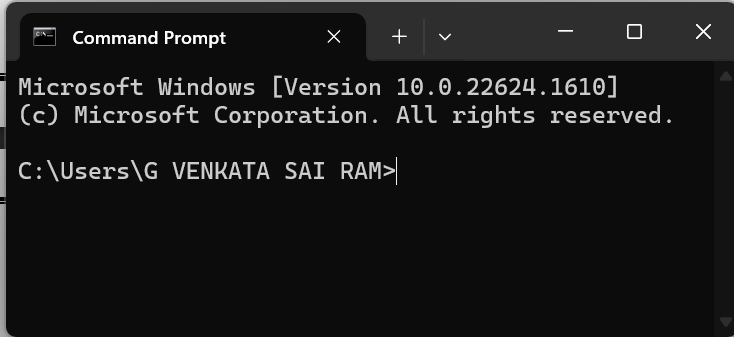 Command Prompt
Microsoft Windows [Version 10.0.22624.1610]
(c) Microsoft Corporation. All rights reserved.
C:\Users\G VENKATA SAI RAM>